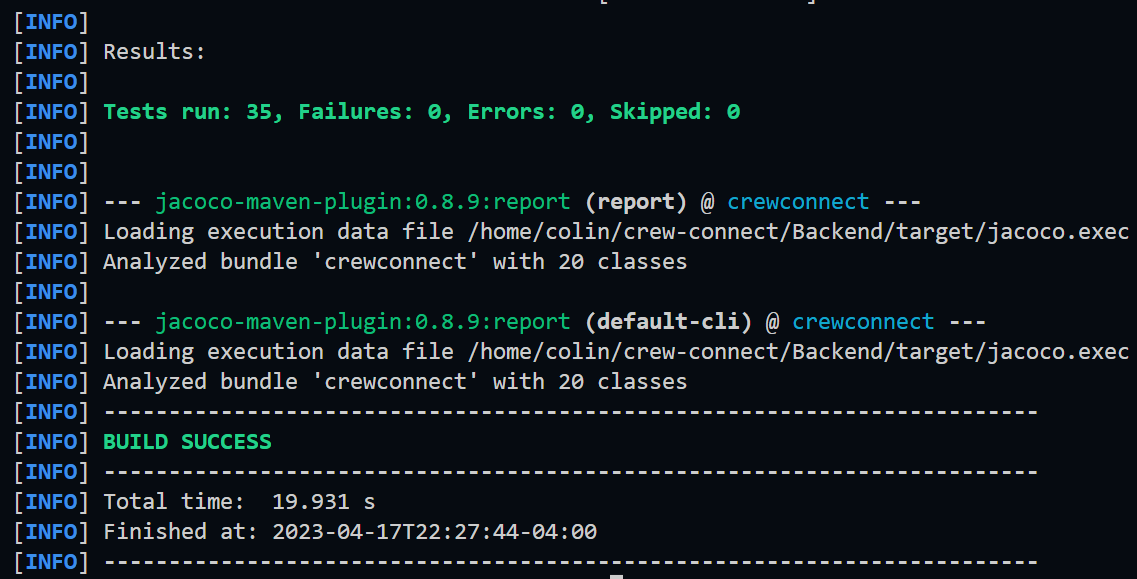 [INFO]
[INFO] Results:
[INFO]
[INFO] Tests run: 35, Failures: 0, Errors: 0, Skipped: 0
[INFO]
[INFO]
[INFO] --- jacoco-maven-plugin:0.8.9:report (report) @ crewconnect ---
[INFO] Loading execution data file /home/colin/crew-connect/Backend/target/jacoco.exec
[INFO] Analyzed bundle 'crewconnect' with 20 classes
[INFO]
[INFO] --- jacoco-maven-plugin:0.8.9:report (default-cli) @ crewconnect ---
[INFO] Loading execution data file /home/colin/crew-connect/Backend/target/jacoco.exec
[INFO] Analyzed bundle 'crewconnect' with 20 classes
[INFO] ------------------------------------------------------------------------
[INFO] BUILD SUCCESS
[INFO] ------------------------------------------------------------------------
[INFO] Total time:  19.931 s
[INFO] Finished at: 2023-04-17T22:27:44-04:00
[INFO] ------------------------------------------------------------------------